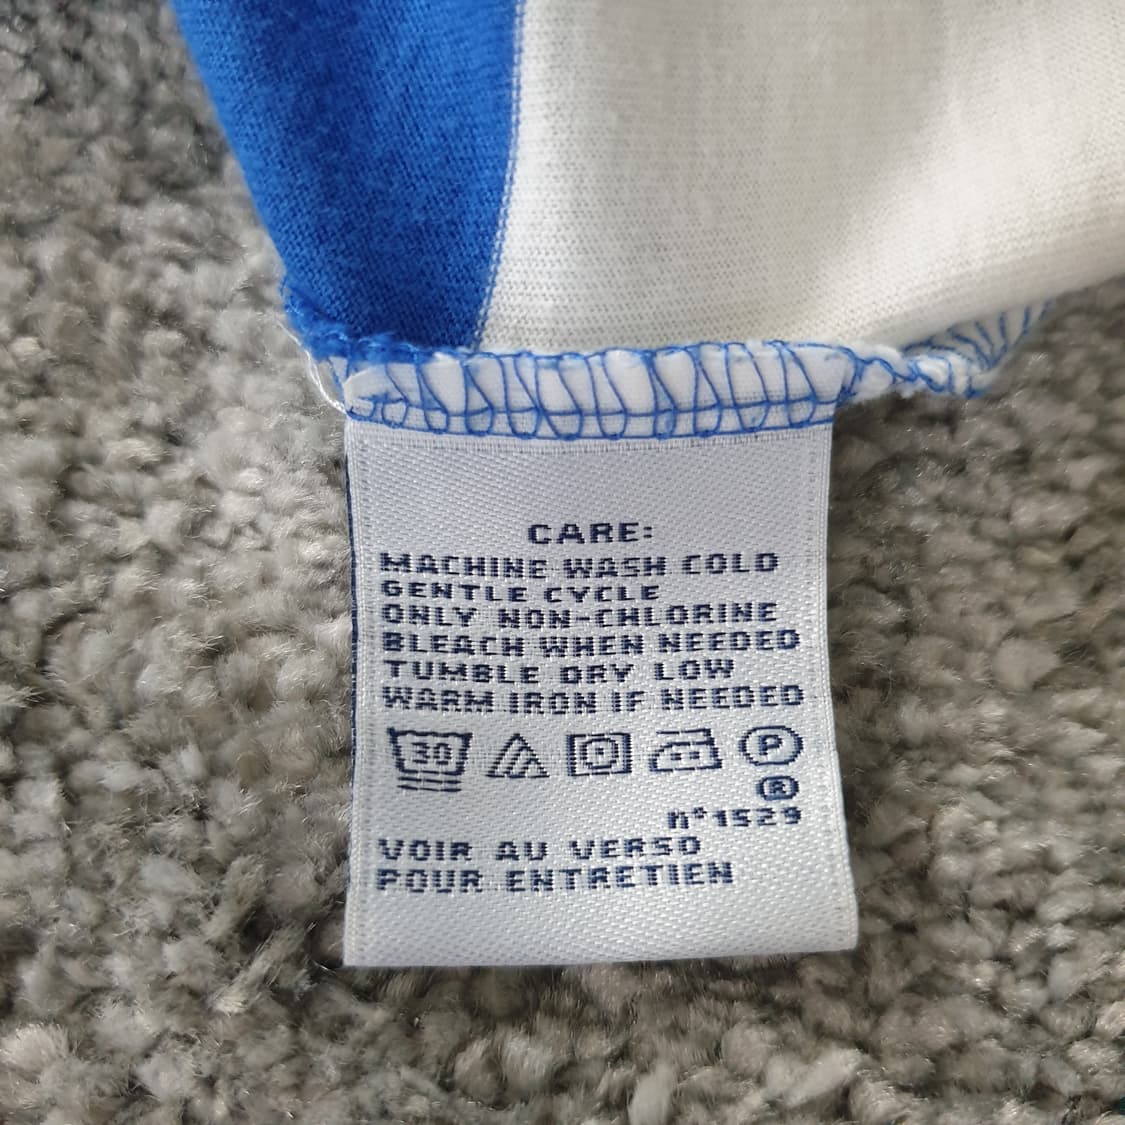 CARE:
MACHINE WASH COLD
GENTLE CYCLE
ONLY NON-CHLORINE
BLEACH WHEN NEEDED
TUMBLE DRY LOW
WARM IRON IF NEEDED
30 P
®
n°1529
VOIR AU VERSO
POUR ENTRETIEN